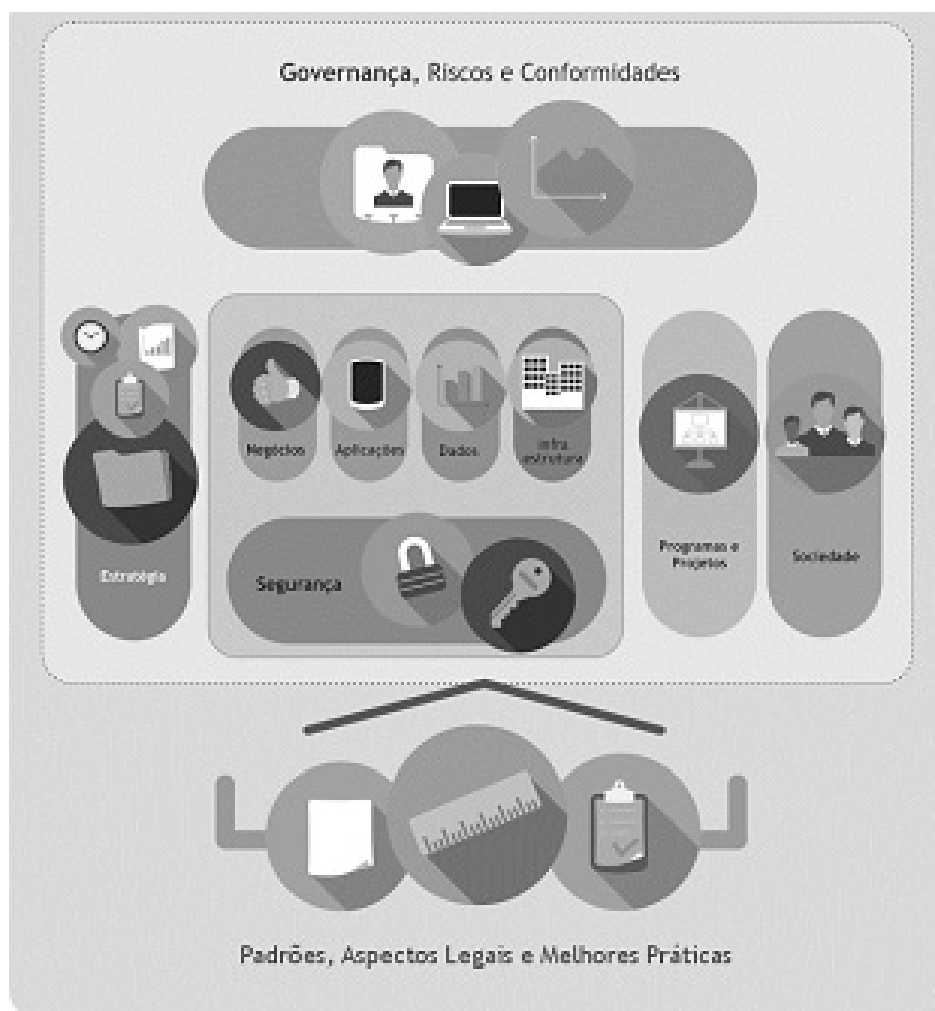 Governança, Riscos e Conformidades
Negócios
Aplicações
Dados
infra
estrutura
Estratégia
Segurança
Programas e
Projetos
Sociedade
Padrões, Aspectos Legais e Melhores Práticas